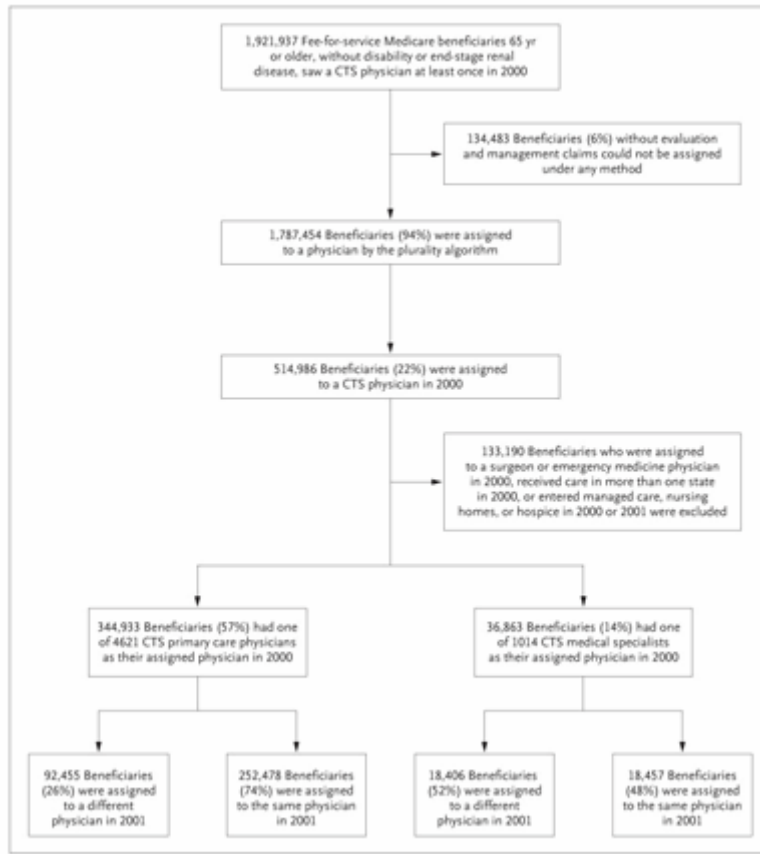 1,921,937 Fee-for-service Medicare beneficiaries 65 yr
or older, without disability or end-stage renal
disease, saw a CTS physician at least once in 2000
134,483 Beneficiaries (6%) without evaluation
and management claims could not be assigned
under any method
1,787,454 Beneficiaries (94%) were assigned
to a physician by the plurality algorithm
514,986 Beneficiaries (22%) were assigned
to a CTS physician in 2000
133,190 Beneficiaries who were assigned
to a surgeon or emergency medicine physician
in 2000, received care in more than one state
in 2000, or entered managed care, nursing
homes, or hospice in 2000 or 2001 were excluded
344,933 Beneficiaries (57%) had one
of 4621 CTS primary care physicians
as their assigned physician in 2000
36,863 Beneficiaries (14%) had one
of 1014 CTS medical specialists
as their assigned physician in 2000
92,455 Beneficiaries
(26%) were assigned
to a different
physician in 2001
252,478 Beneficiaries
(74%) were assigned
to the same physician
in 2001
18,406 Beneficiaries
(52%) were assigned
to a different
physician in 2001
18,457 Beneficiaries
(48%) were assigned
to the same physician
in 2001